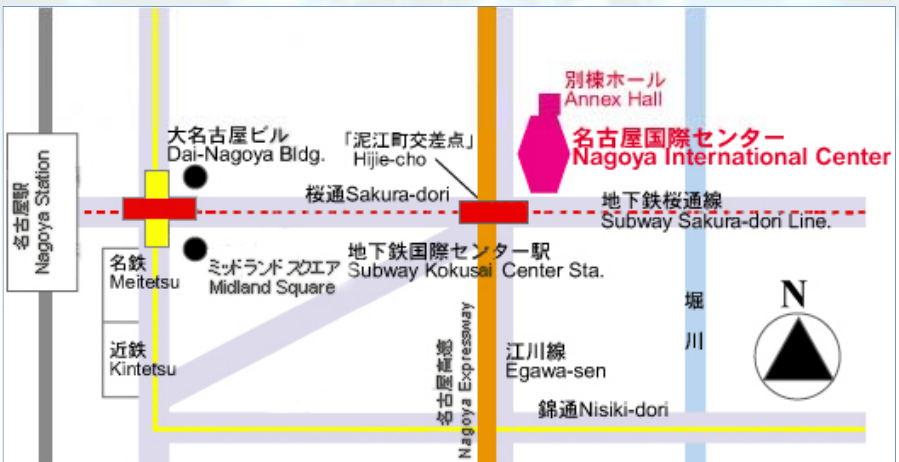 別棟ホール
Annex Hall
名古屋国際センター
Nagoya International Center
大名古屋ビル
Dai-Nagoya Bldg.
「泥江町交差点」
Hijie-cho
名古屋駅
Nagoya Station
桜通Sakura-dori
地下鉄桜通線
Subway Sakura-dori Line.
名鉄
Meitetsu
ミッドランド スクエア
Midland Square
地下鉄国際センター駅
Subway Kokusai Center Sta.
堀川
N
近鉄
Kintetsu
名古屋高速
Nagoya Expressway
江川線
Egawa-sen
錦通Nisiki-dori